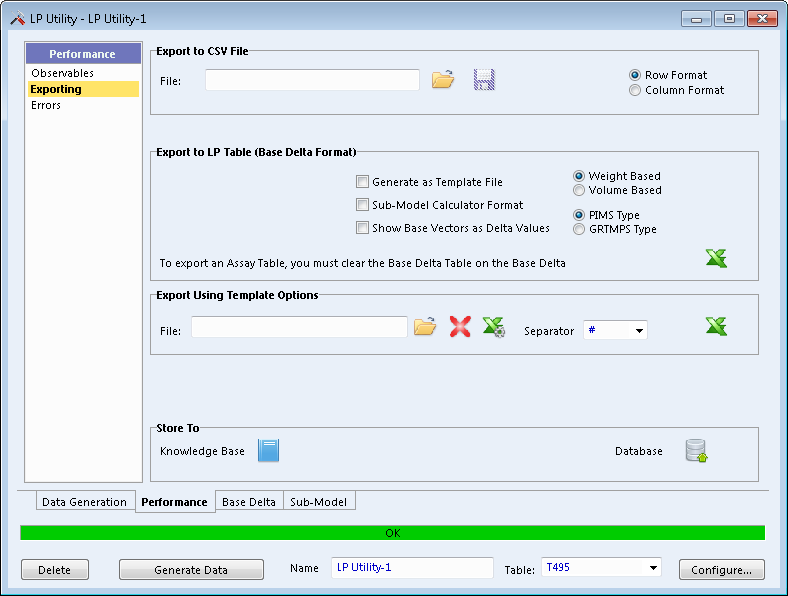 LP Utility - LP Utility-1
Performance
Observables
Exporting
Errors
Export to CSV File
File:
Row Format
Column Format
Export to LP Table (Base Delta Format)
Generate as Template File
Sub-Model Calculator Format
Show Base Vectors as Delta Values
Weight Based
Volume Based
PIMS Type
GRTMPS Type
To export an Assay Table, you must clear the Base Delta Table on the Base Delta
Export Using Template Options
File:
Separator #
Store To
Knowledge Base
Database
Data Generation Performance Base Delta Sub-Model
OK
Delete Generate Data Name LP Utility-1 Table: T495 Configure...